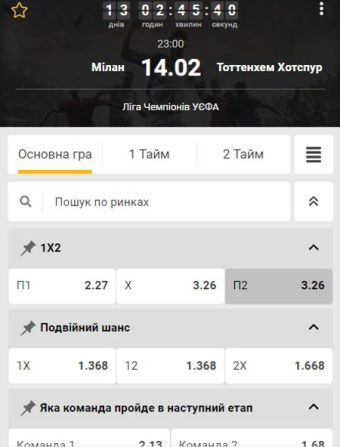 13 : 02 : 45 : 40
днів годин хвилин секунд
23:00
Мілан 14.02 Тоттенхем Хотспур
Ліга Чемпіонів УЄФА
Основна гра 1 Тайм 2 Тайм
Пошук по ринках
1X2
П1 2.27 X 3.26 П2 3.26
Подвійний шанс
1X 1.368 12 1.368 2X 1.668
Яка команда пройде в наступний етап
Команда 1 2.13 Команда 2 1.68